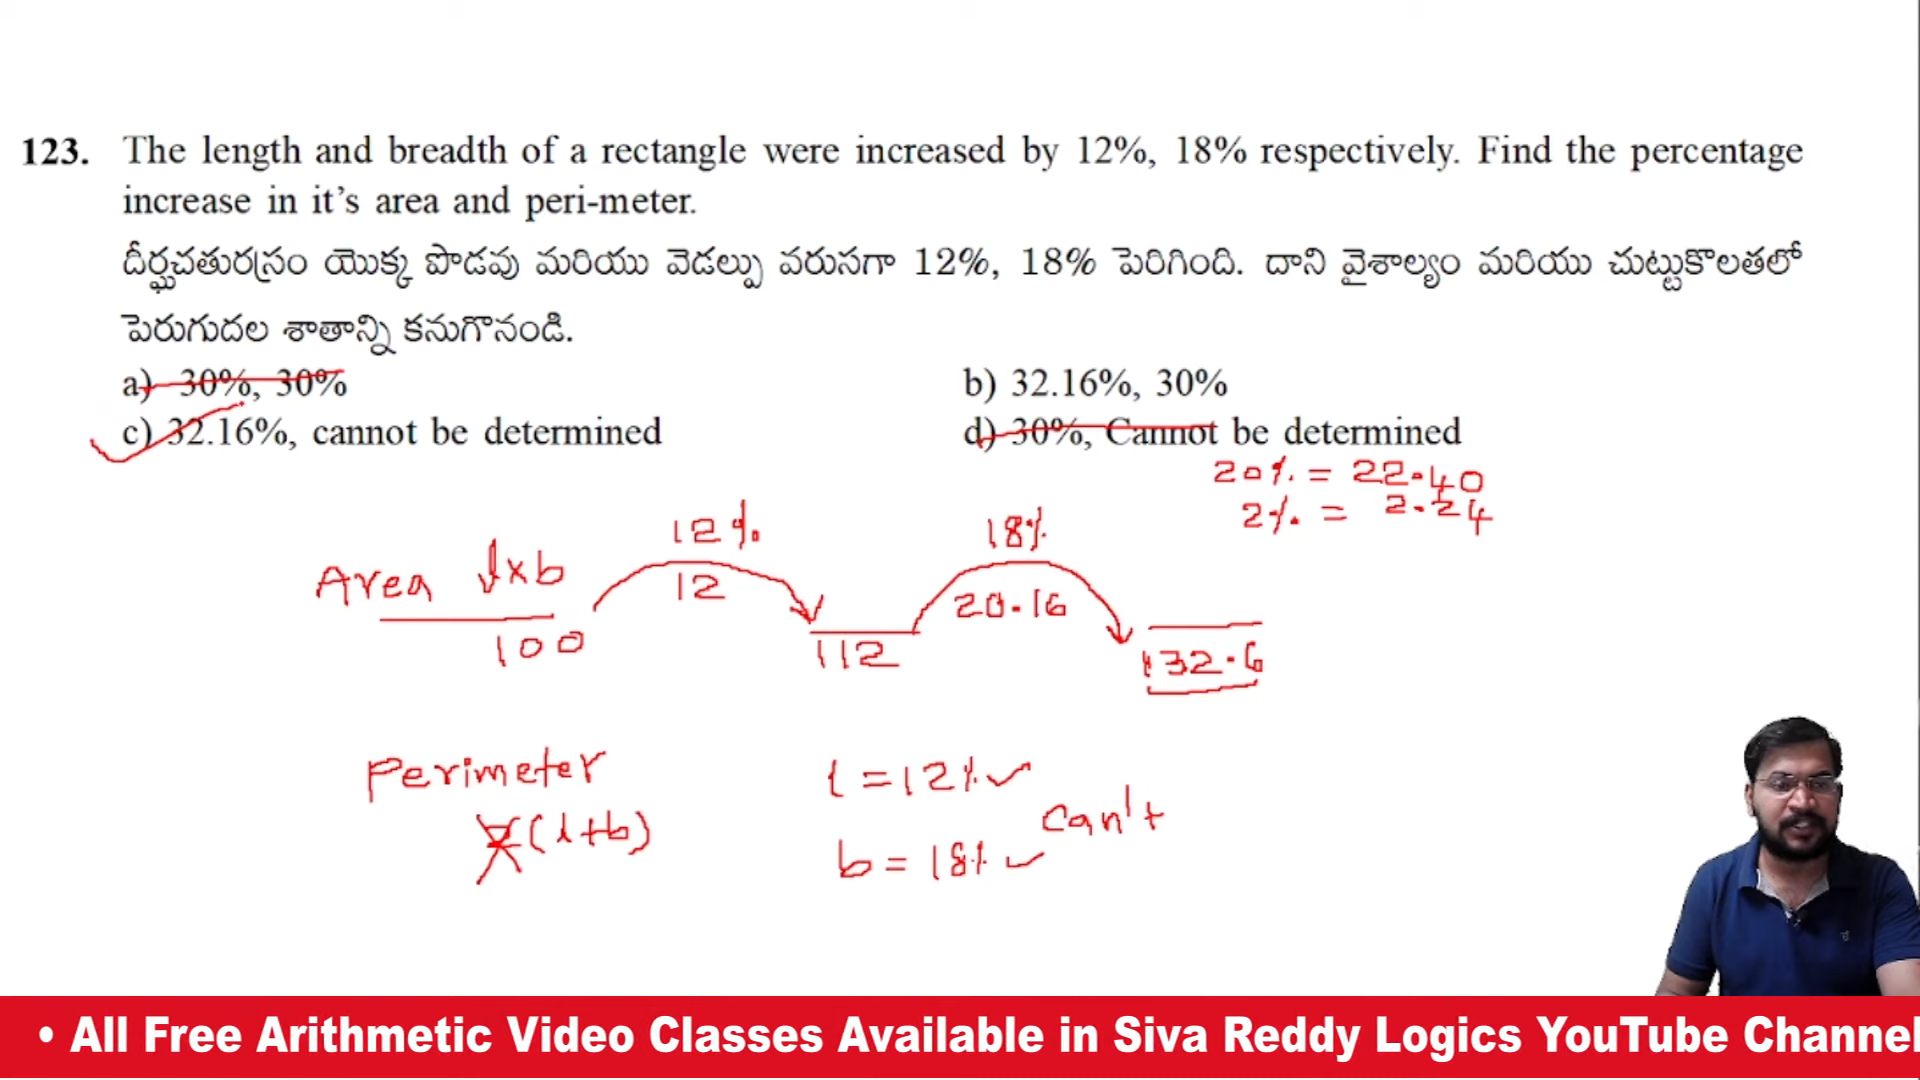 123. The length and breadth of a rectangle were increased by 12%, 18% respectively. Find the percentage
increase in it's area and peri-meter.
దీర్ఘచతురస్రం యొక్క పొడవు మరియు వెడల్పు వరుసగా 12%, 18% పెరిగింది. దాని వైశాల్యం మరియు చుట్టుకొలతలో
పెరుగుదల శాతాన్ని కనుగొనండి.
a) 30%, 30% b) 32.16%, 30%
c) 32.16%, cannot be determined d) 30%, Cannot be determined
20% = 22.40
2% = 2.24
12% 18%
Area l×b 12 20.16
100 112 132.6
Perimeter l = 12%
2(l+b) can't
b = 18%
• All Free Arithmetic Video Classes Available in Siva Reddy Logics YouTube Channel